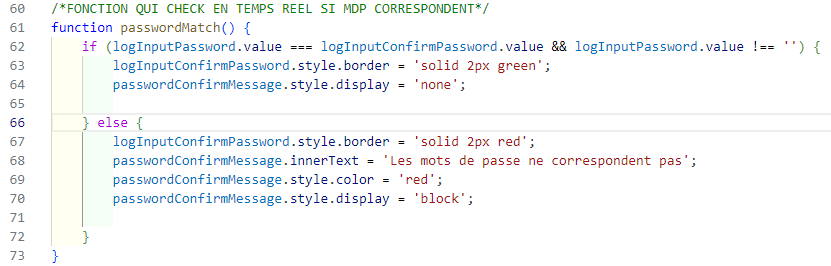 60 /*FONCTION QUI CHECK EN TEMPS REEL SI MDP CORRESPONDENT*/
61 function passwordMatch() {
62 if (logInputPassword.value === logInputConfirmPassword.value && logInputPassword.value !== '') {
63 logInputConfirmPassword.style.border = 'solid 2px green';
64 passwordConfirmMessage.style.display = 'none';
65
66 } else {
67 logInputConfirmPassword.style.border = 'solid 2px red';
68 passwordConfirmMessage.innerText = 'Les mots de passe ne correspondent pas';
69 passwordConfirmMessage.style.color = 'red';
70 passwordConfirmMessage.style.display = 'block';
71
72 }
73 }